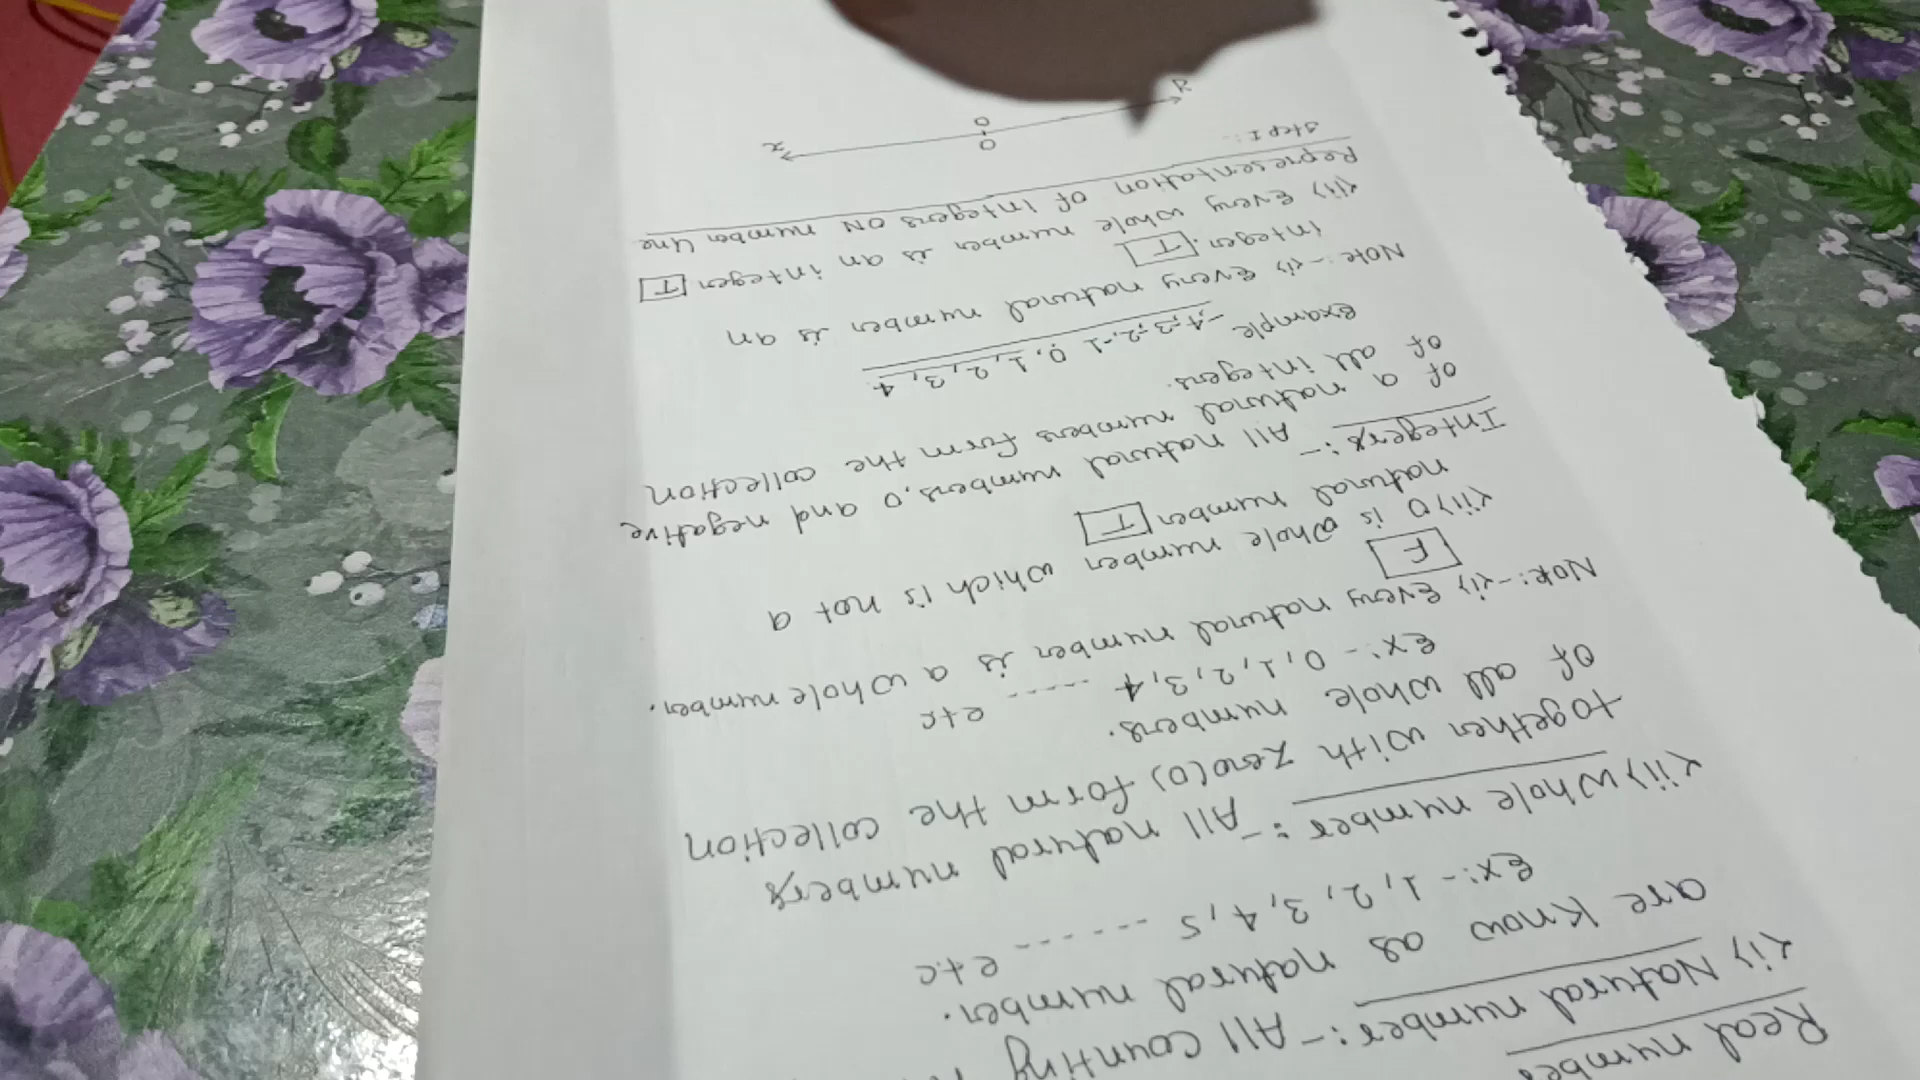 Real number
<i> Natural number:- All counting
are know as natural number.
Ex:- 1, 2, 3, 4, 5 ------- etc
<ii> Whole number :- All natural numbers
together with zero(0) form the collection
of all whole numbers.
Ex:- 0, 1, 2, 3, 4 ----- etc
Note:- <i> Every natural number is a whole number.
F
<ii> 0 is whole number which is not a
natural number T
Integers :- All natural numbers, 0 and negative
of a natural numbers form the collection
of all integers.
Example -4,-3,-2,-1 0, 1, 2, 3, 4.
Note:- <i> Every natural number is an
integer. T
<ii> Every whole number is an integer T
Representation of integers ON number line
Step 1:-
R O x
0